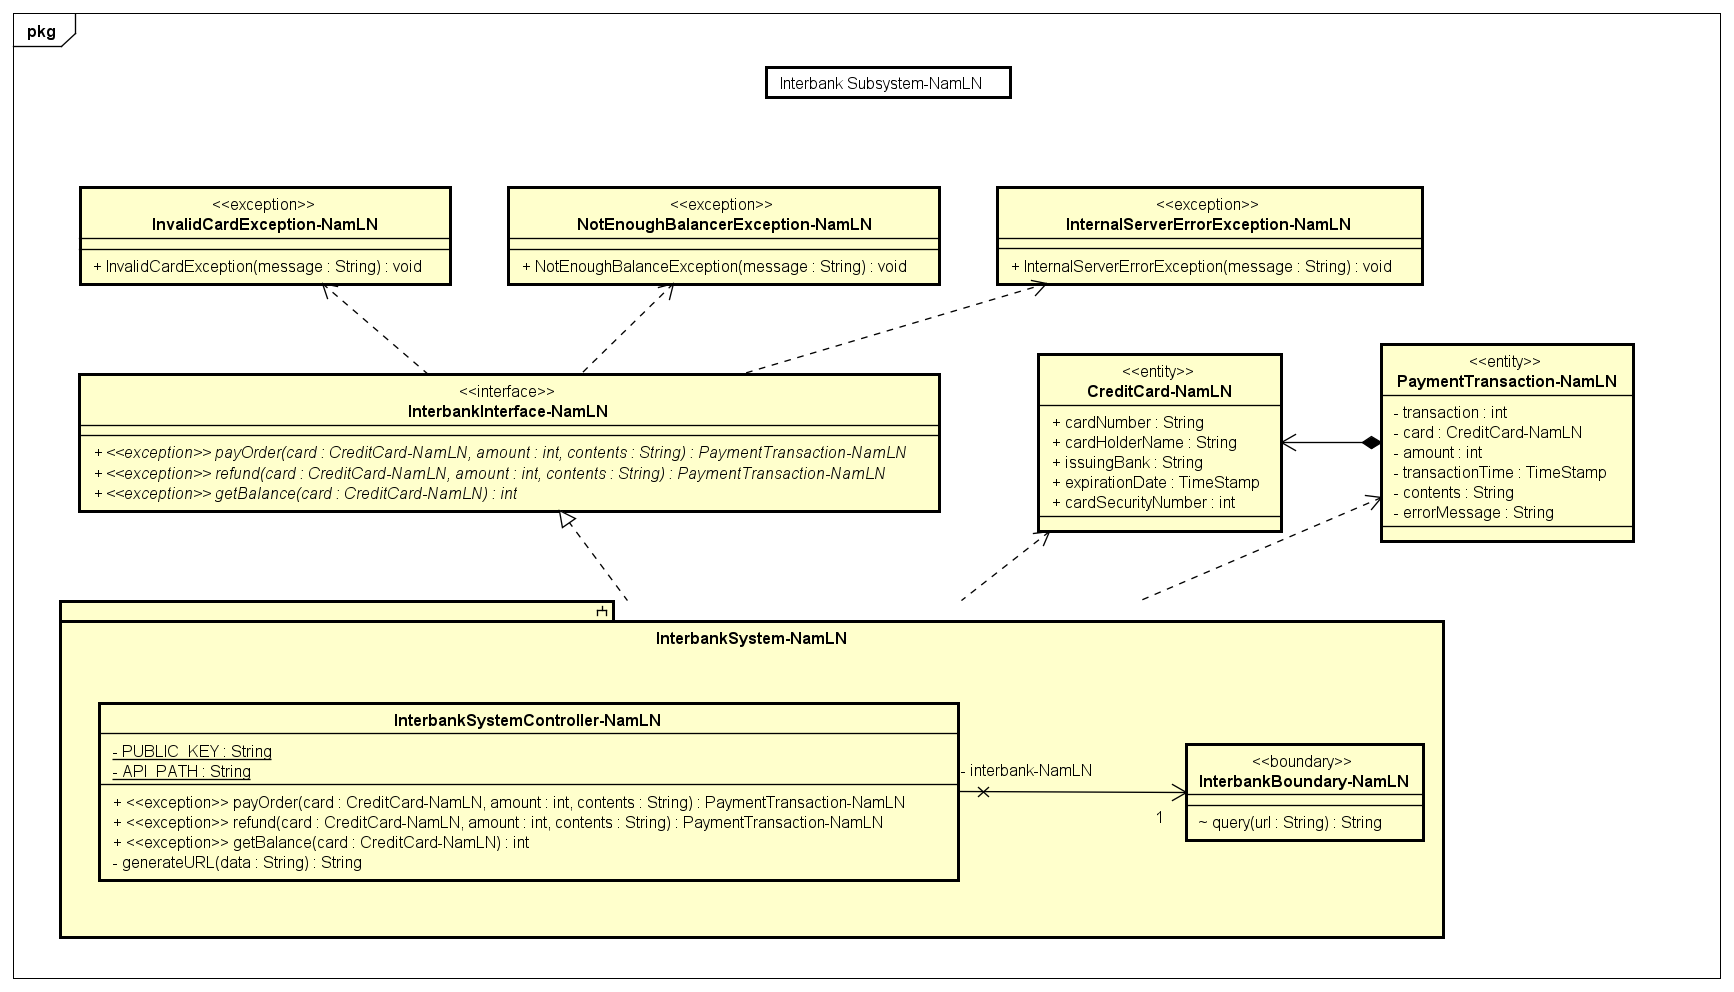 pkg
Interbank Subsystem-NamLN
<<exception>>
InvalidCardException-NamLN
+ InvalidCardException(message : String) : void
<<exception>>
NotEnoughBalancerException-NamLN
+ NotEnoughBalanceException(message : String) : void
<<exception>>
InternalServerErrorException-NamLN
+ InternalServerErrorException(message : String) : void
<<interface>>
InterbankInterface-NamLN
+ <<exception>> payOrder(card : CreditCard-NamLN, amount : int, contents : String) : PaymentTransaction-NamLN
+ <<exception>> refund(card : CreditCard-NamLN, amount : int, contents : String) : PaymentTransaction-NamLN
+ <<exception>> getBalance(card : CreditCard-NamLN) : int
<<entity>>
CreditCard-NamLN
+ cardNumber : String
+ cardHolderName : String
+ issuingBank : String
+ expirationDate : TimeStamp
+ cardSecurityNumber : int
<<entity>>
PaymentTransaction-NamLN
- transaction : int
- card : CreditCard-NamLN
- amount : int
- transactionTime : TimeStamp
- contents : String
- errorMessage : String
InterbankSystem-NamLN
InterbankSystemController-NamLN
- PUBLIC_KEY : String
- API_PATH : String
+ <<exception>> payOrder(card : CreditCard-NamLN, amount : int, contents : String) : PaymentTransaction-NamLN
+ <<exception>> refund(card : CreditCard-NamLN, amount : int, contents : String) : PaymentTransaction-NamLN
+ <<exception>> getBalance(card : CreditCard-NamLN) : int
- generateURL(data : String) : String
- interbank-NamLN
1
<<boundary>>
InterbankBoundary-NamLN
~ query(url : String) : String